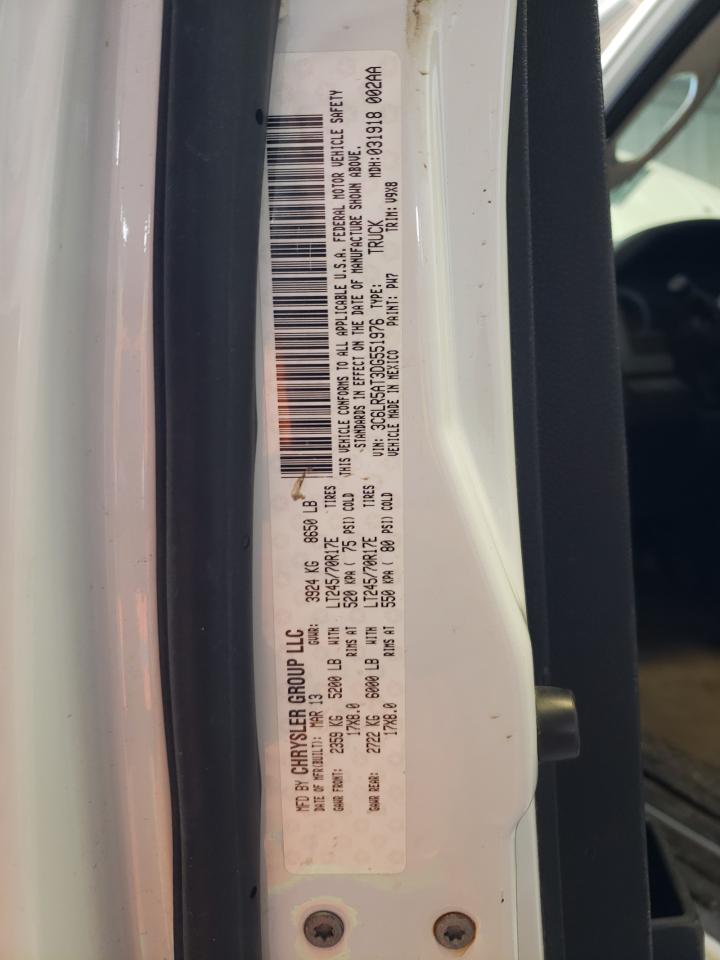 MFD BY CHRYSLER GROUP LLC
DATE OF MFR(BUILT): MAR 13 GVWR: 3924 KG 8650 LB
GAWR FRONT: 2359 KG 5200 LB WITH LT245/70R17E TIRES
17X8.0 RIMS AT 520 KPA ( 75 PSI) COLD
GAWR REAR: 2722 KG 6000 LB WITH LT245/70R17E TIRES
17X8.0 RIMS AT 550 KPA ( 80 PSI) COLD
THIS VEHICLE CONFORMS TO ALL APPLICABLE U.S.A. FEDERAL MOTOR VEHICLE SAFETY
STANDARDS IN EFFECT ON THE DATE OF MANUFACTURE SHOWN ABOVE.
VIN: 3C6LR5AT3DG551976 TYPE: TRUCK MDH:031918 002AA
VEHICLE MADE IN MEXICO PAINT: PW7 TRIM: V9X8